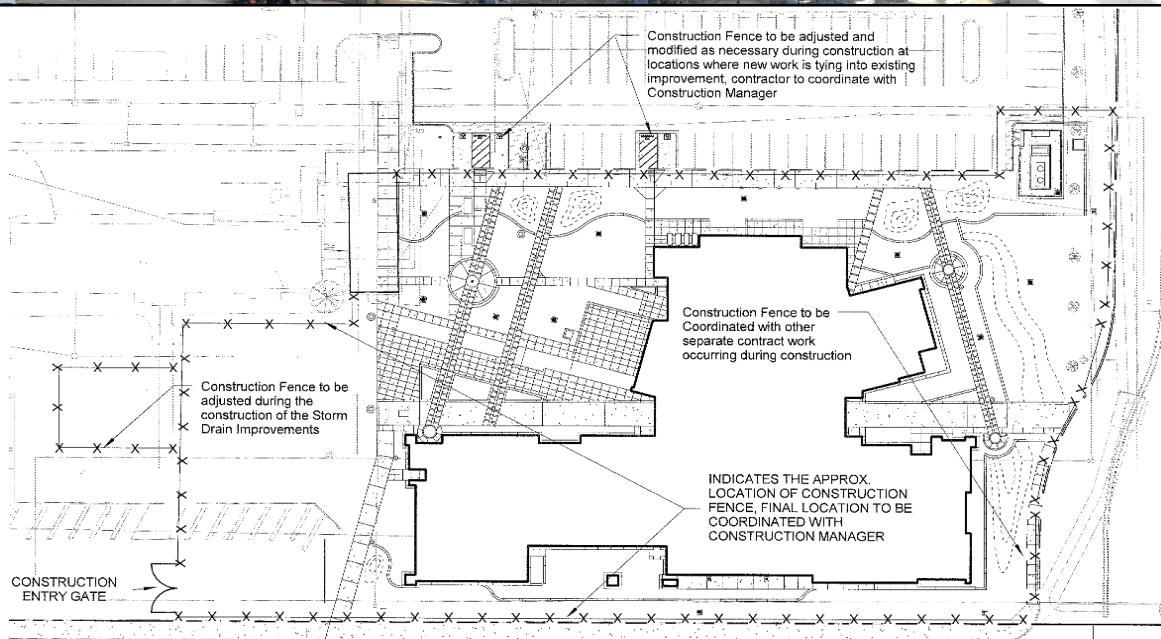 Construction Fence to be adjusted and
modified as necessary during construction at
locations where new work is tying into existing
improvement, contractor to coordinate with
Construction Manager
Construction Fence to be
Coordinated with other
separate contract work
occurring during construction
Construction Fence to be
adjusted during the
construction of the Storm
Drain Improvements
INDICATES THE APPROX.
LOCATION OF CONSTRUCTION
FENCE, FINAL LOCATION TO BE
COORDINATED WITH
CONSTRUCTION MANAGER
CONSTRUCTION
ENTRY GATE